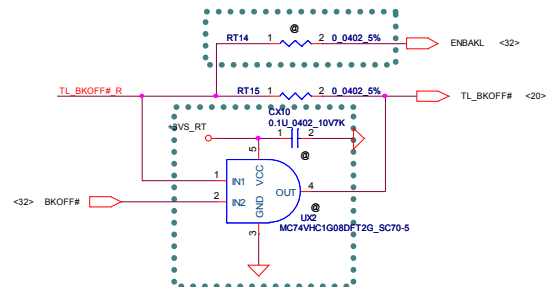 @
RT14 1 2 0_0402_5% ENBAKL <32>
TL_BKOFF#_R RT15 1 2 0_0402_5% TL_BKOFF# <20>
CX10
0.1U_0402_10V7K
+3VS_RT 1 2
@
5
1 IN1 VCC
OUT 4
<32> BKOFF# 2 IN2 GND
@
UX2
3 MC74VHC1G08DFT2G_SC70-5